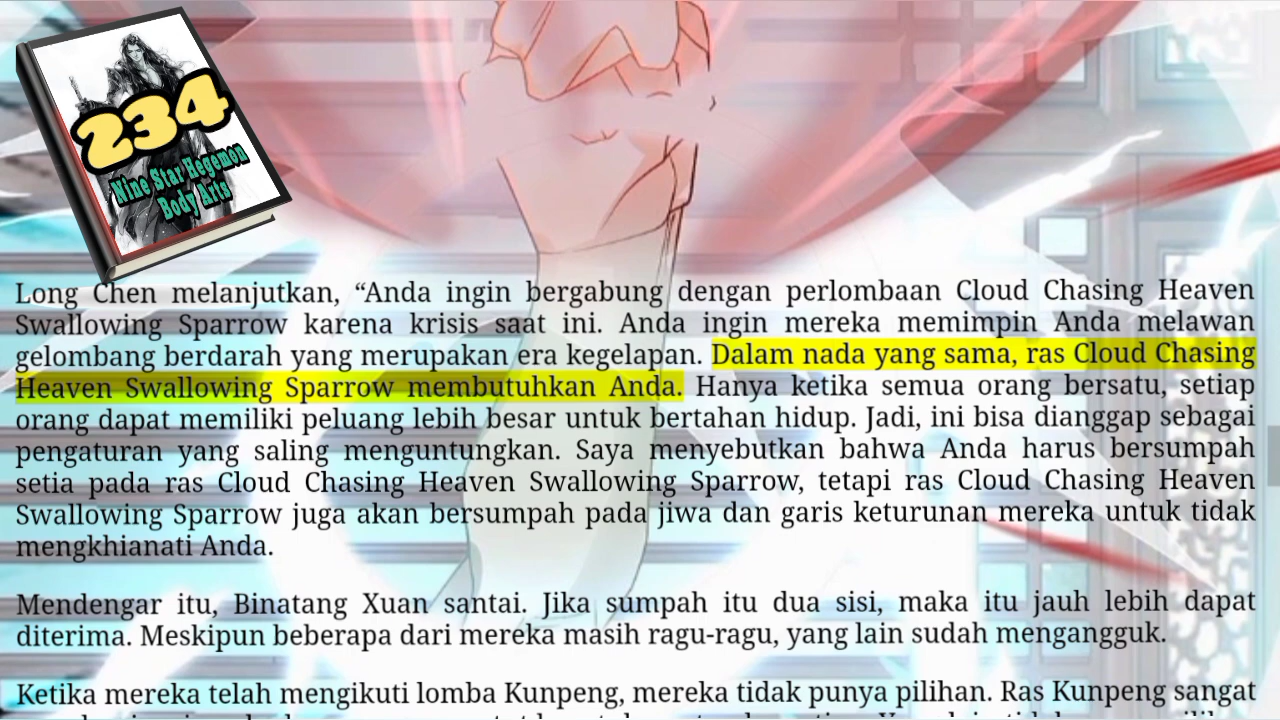 234
Nine Star Hegemon
Body Arts
Long Chen melanjutkan, “Anda ingin bergabung dengan perlombaan Cloud Chasing Heaven
Swallowing Sparrow karena krisis saat ini. Anda ingin mereka memimpin Anda melawan
gelombang berdarah yang merupakan era kegelapan. Dalam nada yang sama, ras Cloud Chasing
Heaven Swallowing Sparrow membutuhkan Anda. Hanya ketika semua orang bersatu, setiap
orang dapat memiliki peluang lebih besar untuk bertahan hidup. Jadi, ini bisa dianggap sebagai
pengaturan yang saling menguntungkan. Saya menyebutkan bahwa Anda harus bersumpah
setia pada ras Cloud Chasing Heaven Swallowing Sparrow, tetapi ras Cloud Chasing Heaven
Swallowing Sparrow juga akan bersumpah pada jiwa dan garis keturunan mereka untuk tidak
mengkhianati Anda.
Mendengar itu, Binatang Xuan santai. Jika sumpah itu dua sisi, maka itu jauh lebih dapat
diterima. Meskipun beberapa dari mereka masih ragu-ragu, yang lain sudah mengangguk.
Ketika mereka telah mengikuti lomba Kunpeng, mereka tidak punya pilihan. Ras Kunpeng sangat